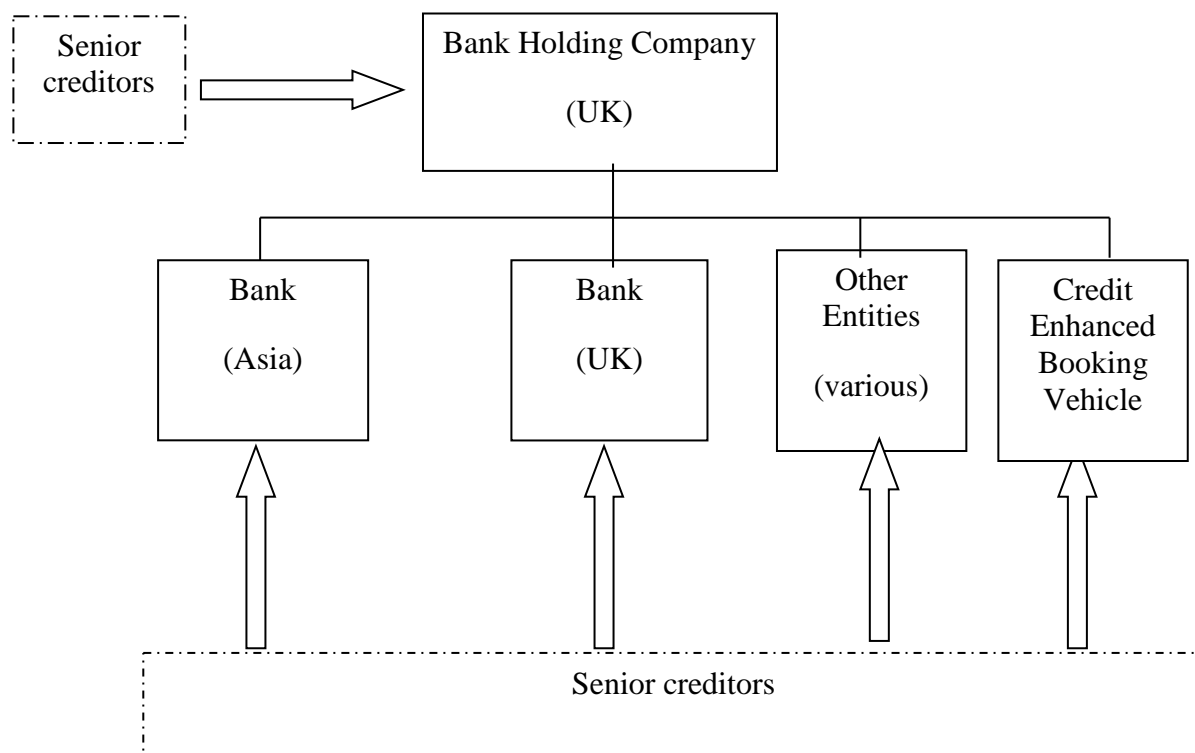 Senior
creditors
Bank Holding Company
(UK)
Bank
(Asia)
Bank
(UK)
Other
Entities
(various)
Credit
Enhanced
Booking
Vehicle
Senior creditors